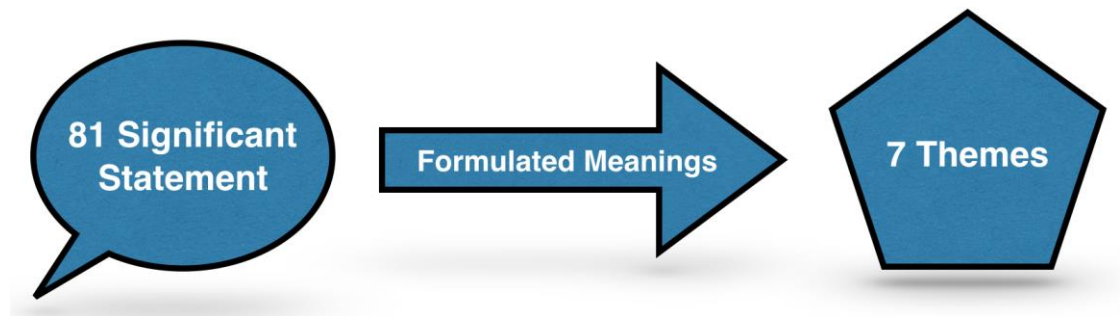 81 Significant
Statement
Formulated Meanings
7 Themes